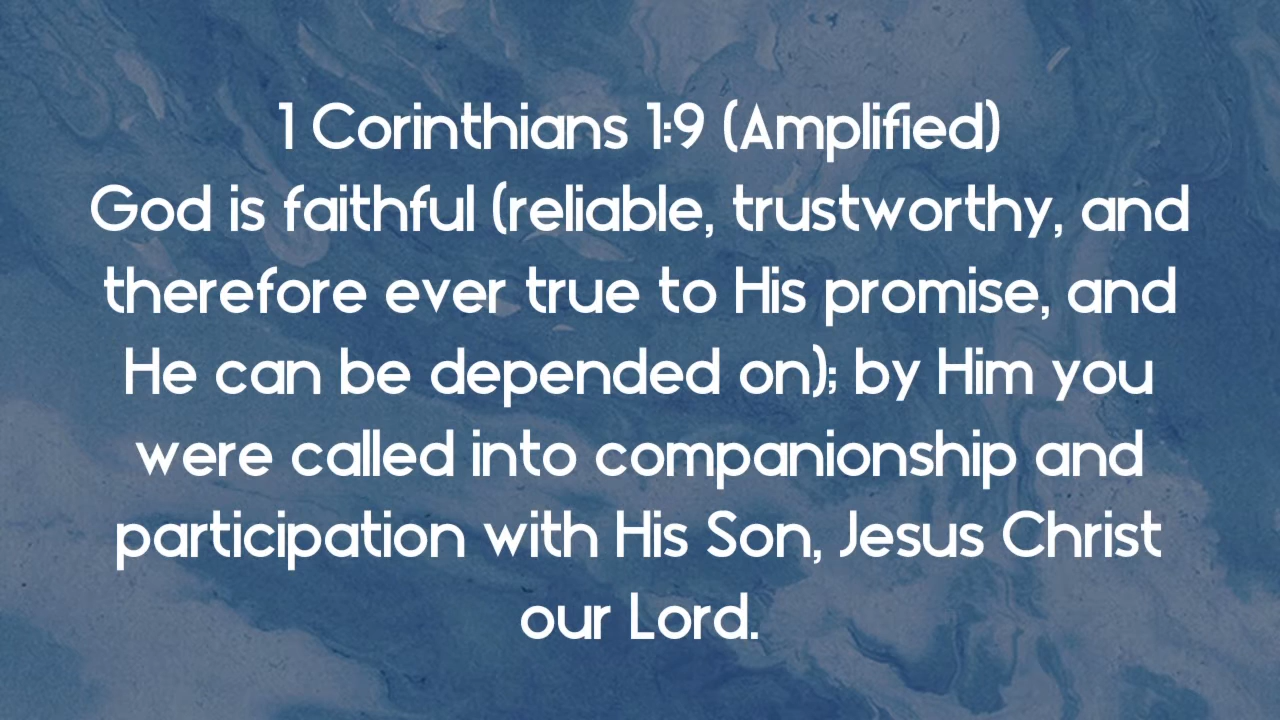 1 Corinthians 1:9 (Amplified)
God is faithful (reliable, trustworthy, and
therefore ever true to His promise, and
He can be depended on); by Him you
were called into companionship and
participation with His Son, Jesus Christ
our Lord.